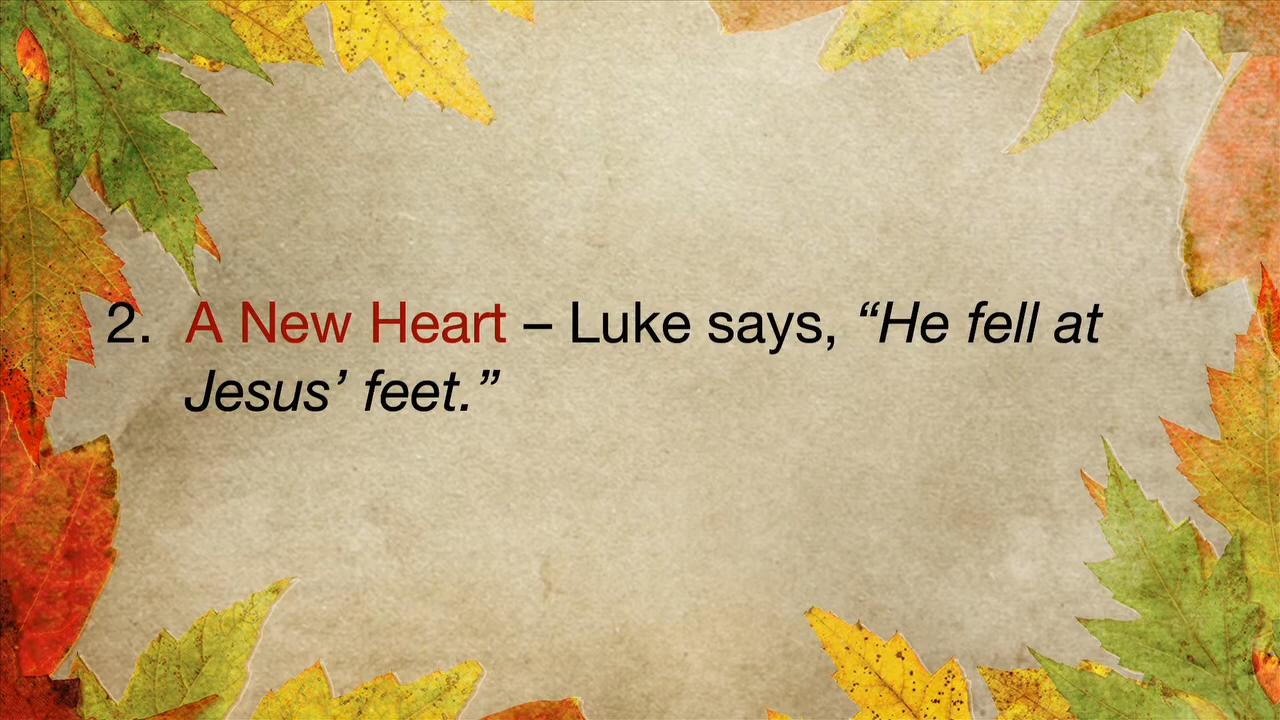 2. A New Heart – Luke says, “He fell at
Jesus’ feet.”